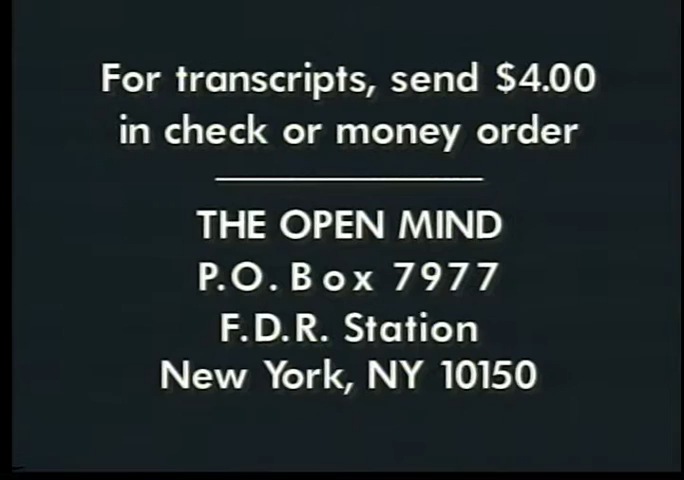 For transcripts, send $4.00
in check or money order
THE OPEN MIND
P.O. Box 7977
F.D.R. Station
New York, NY 10150